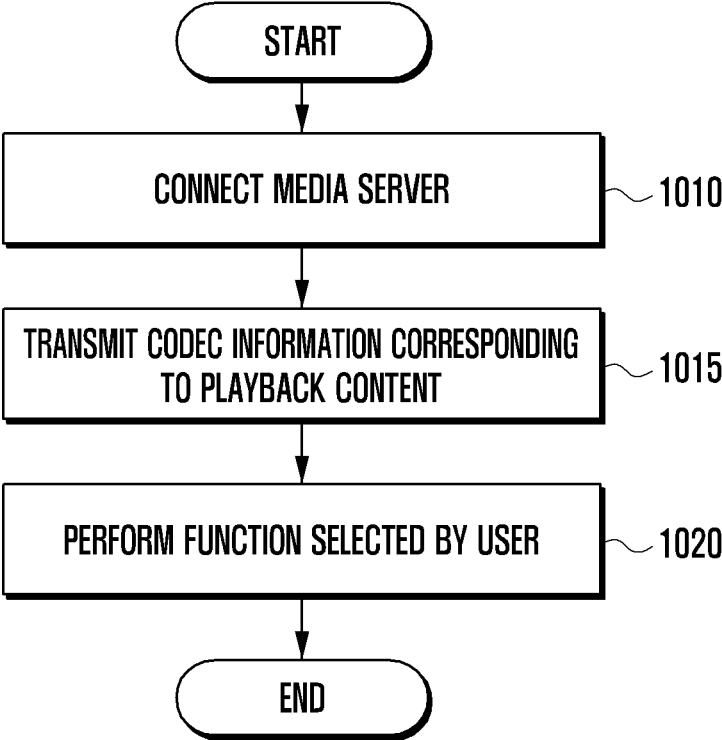 START
CONNECT MEDIA SERVER
1010
TRANSMIT CODEC INFORMATION CORRESPONDING
TO PLAYBACK CONTENT
1015
PERFORM FUNCTION SELECTED BY USER
1020
END